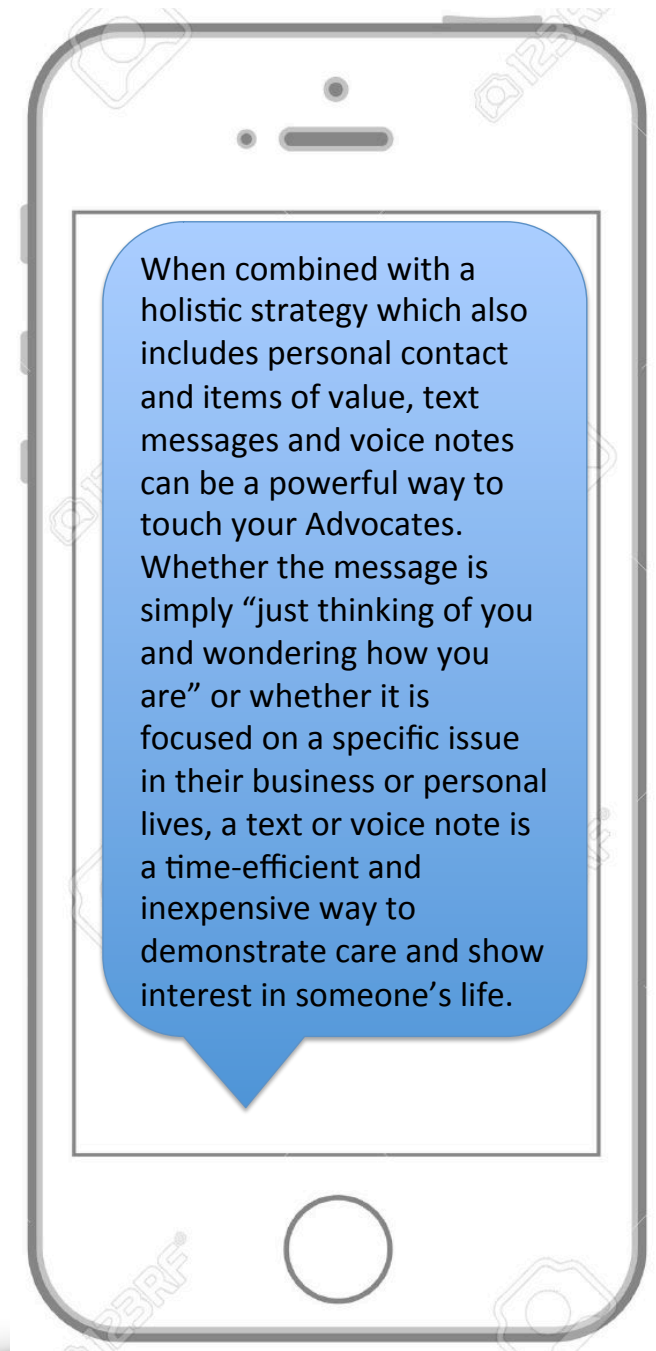 When combined with a
holistic strategy which also
includes personal contact
and items of value, text
messages and voice notes
can be a powerful way to
touch your Advocates.
Whether the message is
simply “just thinking of you
and wondering how you
are” or whether it is
focused on a specific issue
in their business or personal
lives, a text or voice note is
a time-efficient and
inexpensive way to
demonstrate care and show
interest in someone’s life.
123RF
123RF